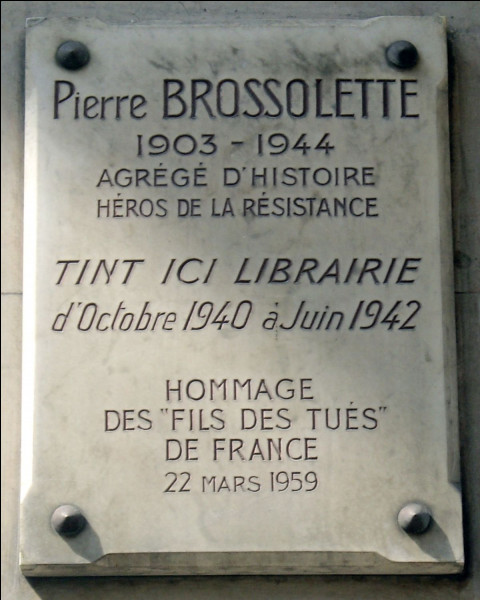 Pierre BROSSOLETTE
1903 - 1944
AGRÉGÉ D'HISTOIRE
HÉROS DE LA RÉSISTANCE
TINT ICI LIBRAIRIE
d'Octobre 1940 à Juin 1942
HOMMAGE
DES "FILS DES TUÉS"
DE FRANCE
22 MARS 1959